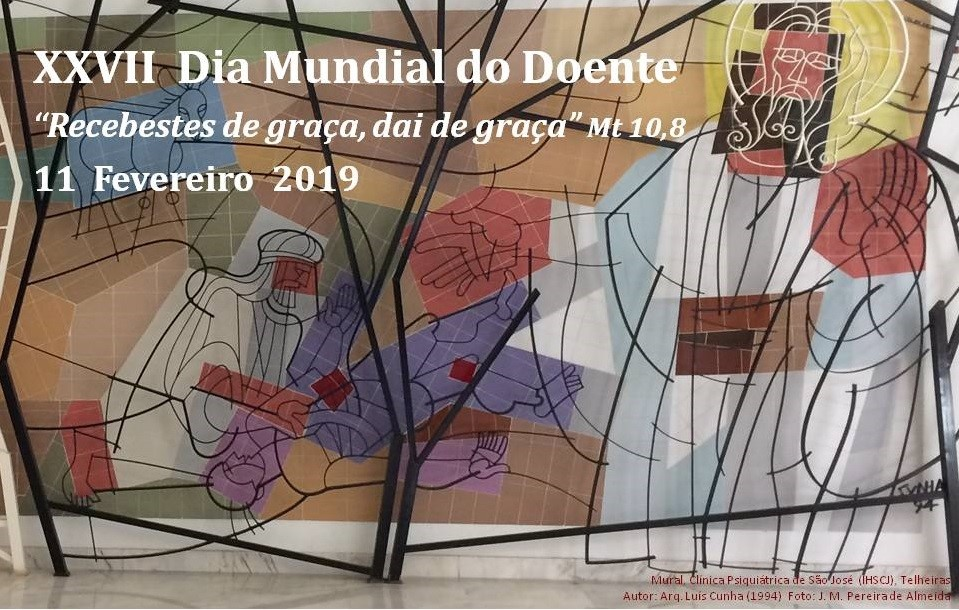 XXVII Dia Mundial do Doente
“Recebestes de graça, dai de graça” Mt 10,8
11 Fevereiro 2019
CUNHA
94
Mural, Clínica Psiquiátrica de São José (IHSCJ), Telheiras
Autor: Arq. Luís Cunha (1994) Foto: J. M. Pereira de Almeida